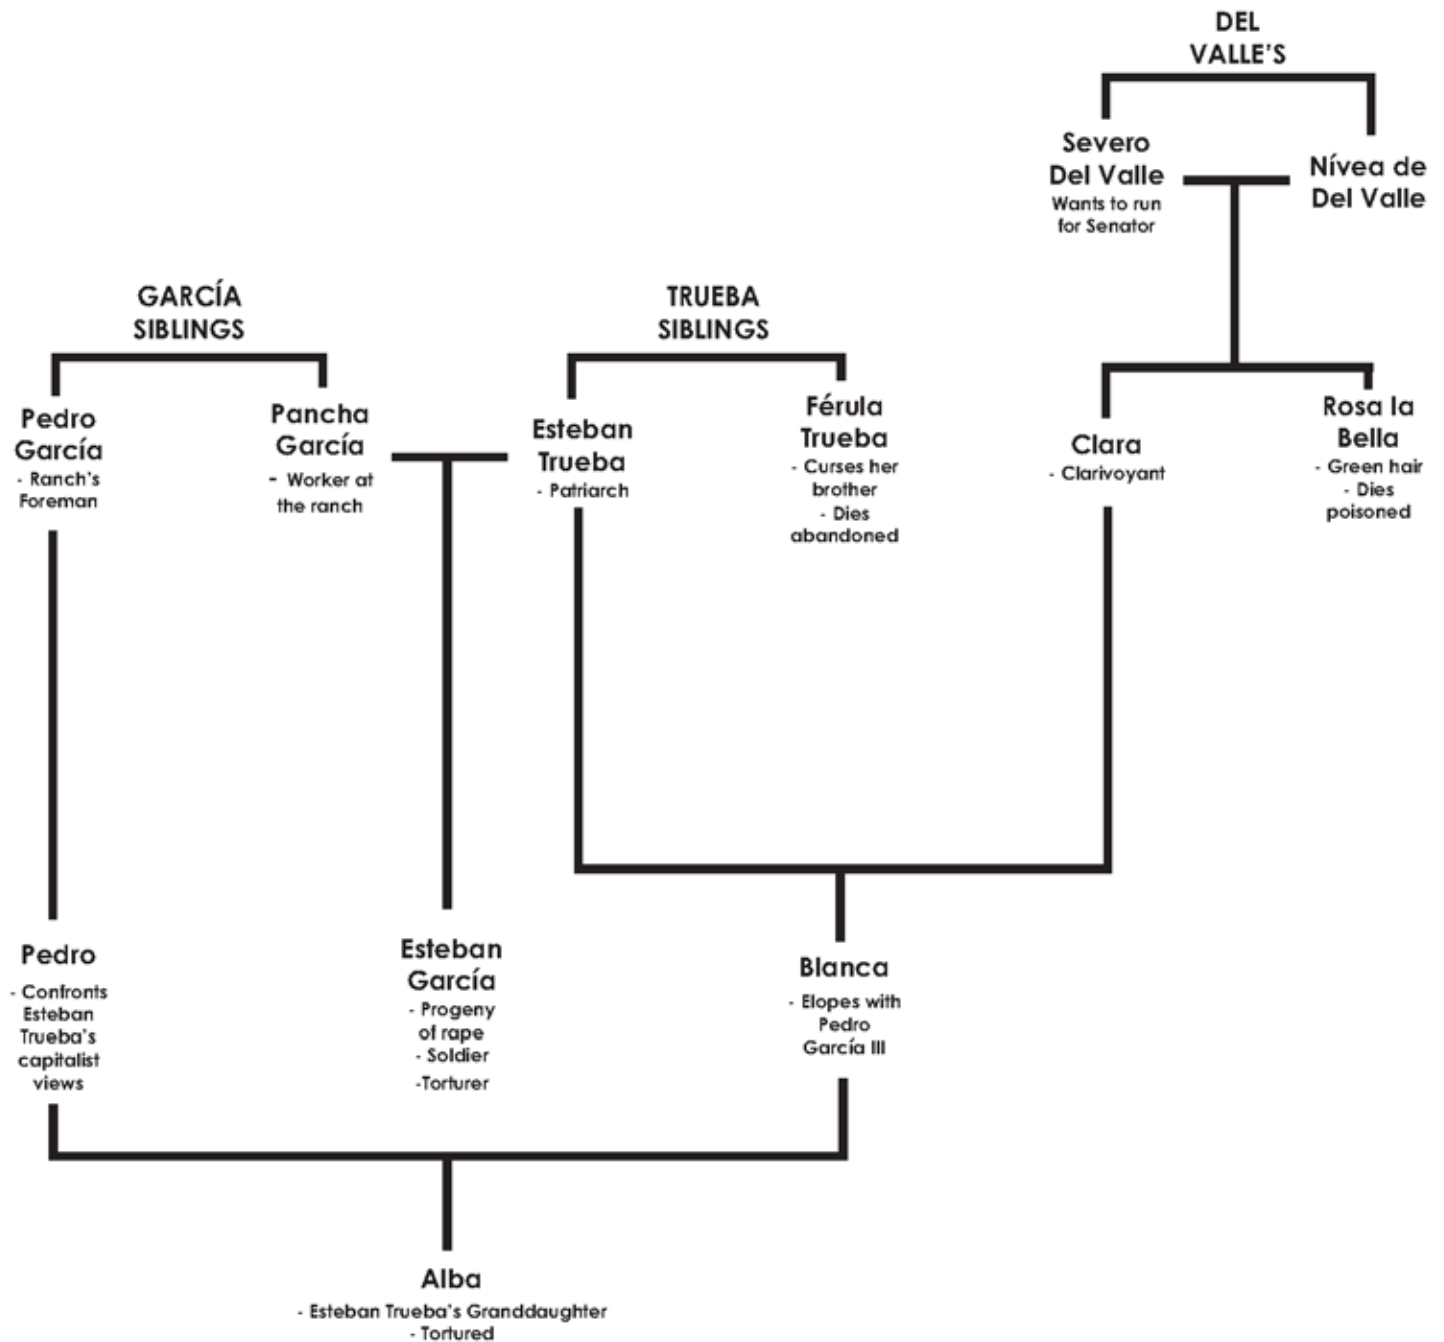 DEL
VALLE'S
Severo
Del Valle
Wants to run
for Senator
Nívea de
Del Valle
GARCÍA
SIBLINGS
TRUEBA
SIBLINGS
Pedro
García
- Ranch's
Foreman
Pancha
García
- Worker at
the ranch
Esteban
Trueba
- Patriarch
Férula
Trueba
- Curses her
brother
- Dies
abandoned
Clara
- Clarivoyant
Rosa la
Bella
- Green hair
- Dies
poisoned
Pedro
- Confronts
Esteban
Trueba's
capitalist
views
Esteban
García
- Progeny
of rape
- Soldier
-Torturer
Blanca
- Elopes with
Pedro
García III
Alba
- Esteban Trueba's Granddaughter
- Tortured